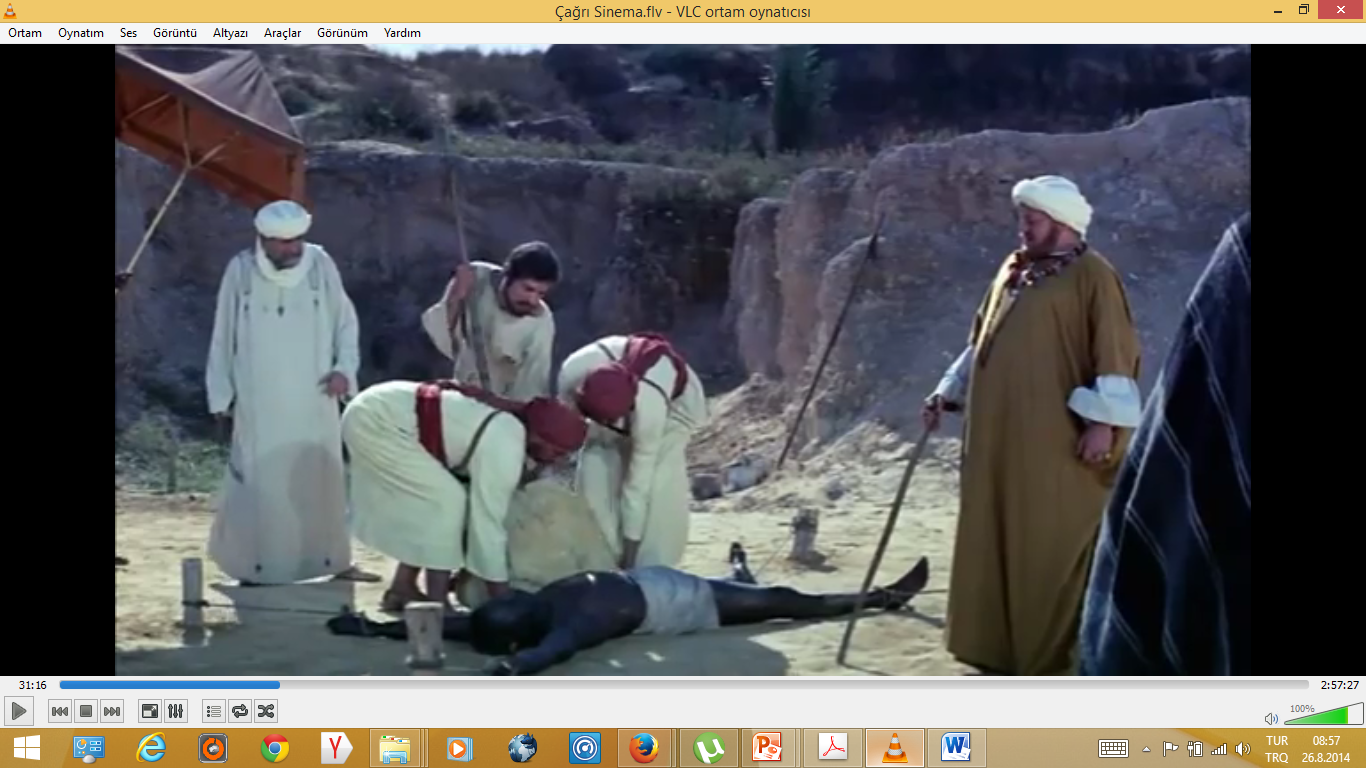 Çağrı Sinema.flv - VLC ortam oynatıcısı
Ortam Oynatım Ses Görüntü Altyazı Araçlar Görünüm Yardım
31:16 2:57:27
100%
TUR 08:57
TRQ 26.8.2014